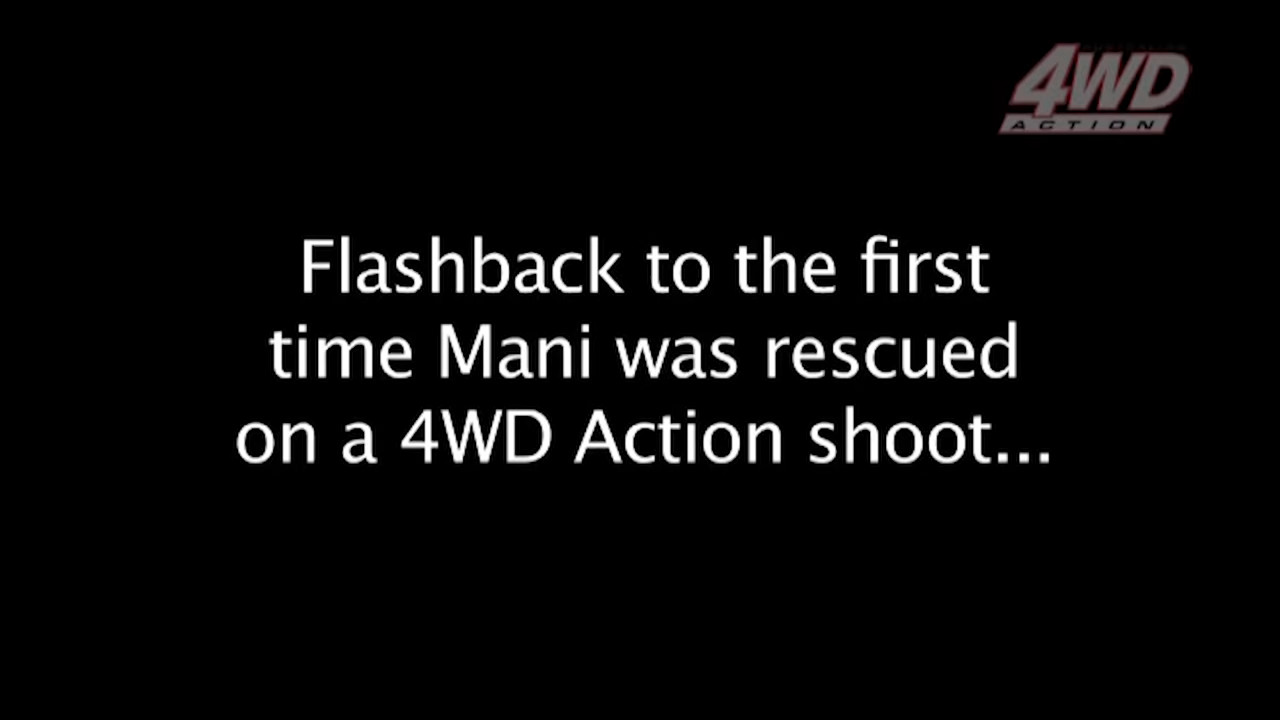 4WD
ACTION
Flashback to the first
time Mani was rescued
on a 4WD Action shoot...